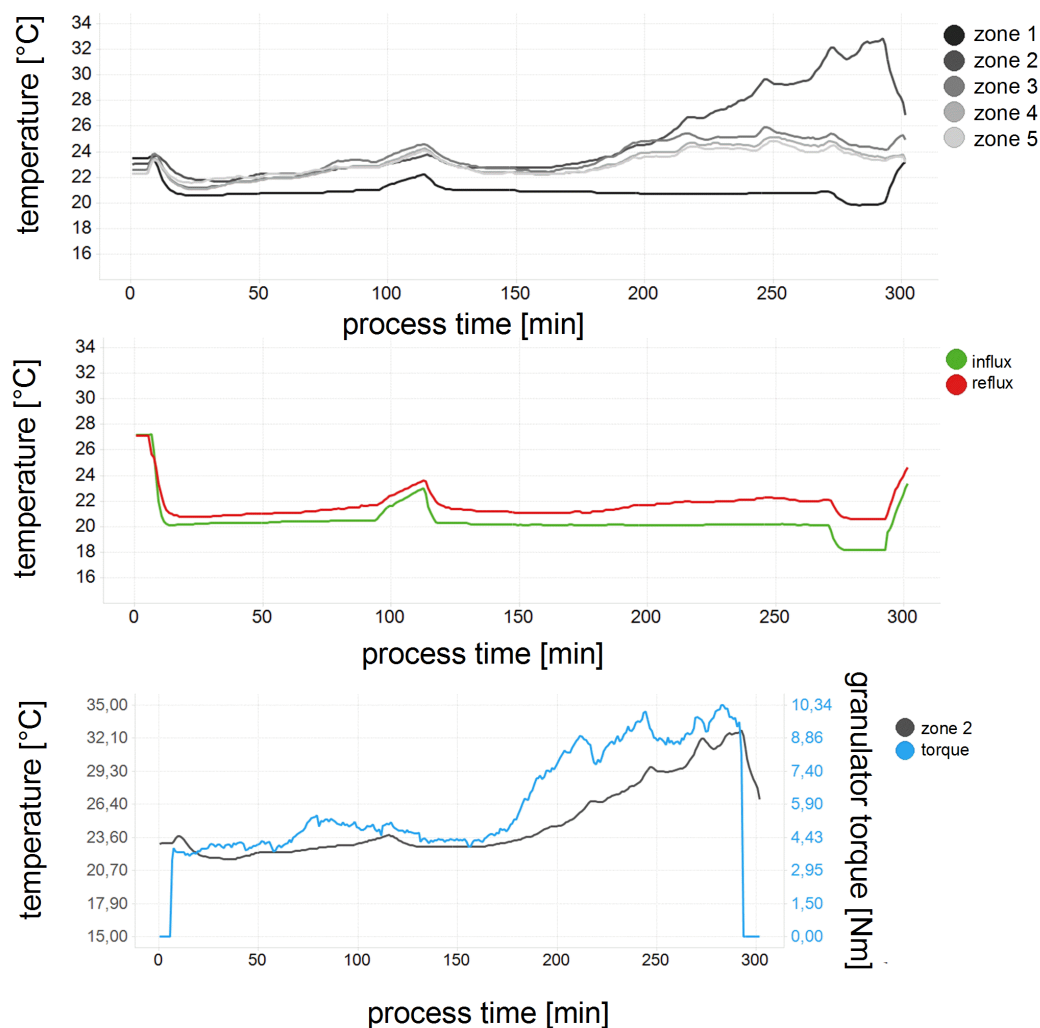 temperature [°C]
34
32
30
28
26
24
22
20
18
16
0 50 100 150 200 250 300
process time [min]
zone 1
zone 2
zone 3
zone 4
zone 5
temperature [°C]
34
32
30
28
26
24
22
20
18
16
0 50 100 150 200 250 300
process time [min]
influx
reflux
temperature [°C]
35,00
32,10
29,30
26,40
23,60
20,70
17,90
15,00
0 50 100 150 200 250 300
process time [min]
10,34
8,86
7,40
5,90
4,43
2,95
1,50
0,00
granulator torque [Nm]
zone 2
torque